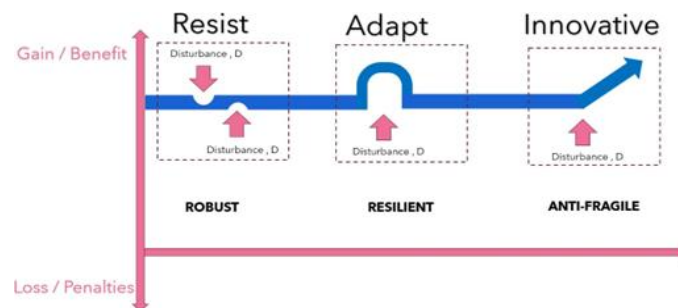 Resist
Adapt
Innovative
Gain / Benefit
Disturbance , D
Disturbance , D
Disturbance , D
Disturbance , D
ROBUST
RESILIENT
ANTI-FRAGILE
Loss / Penalties